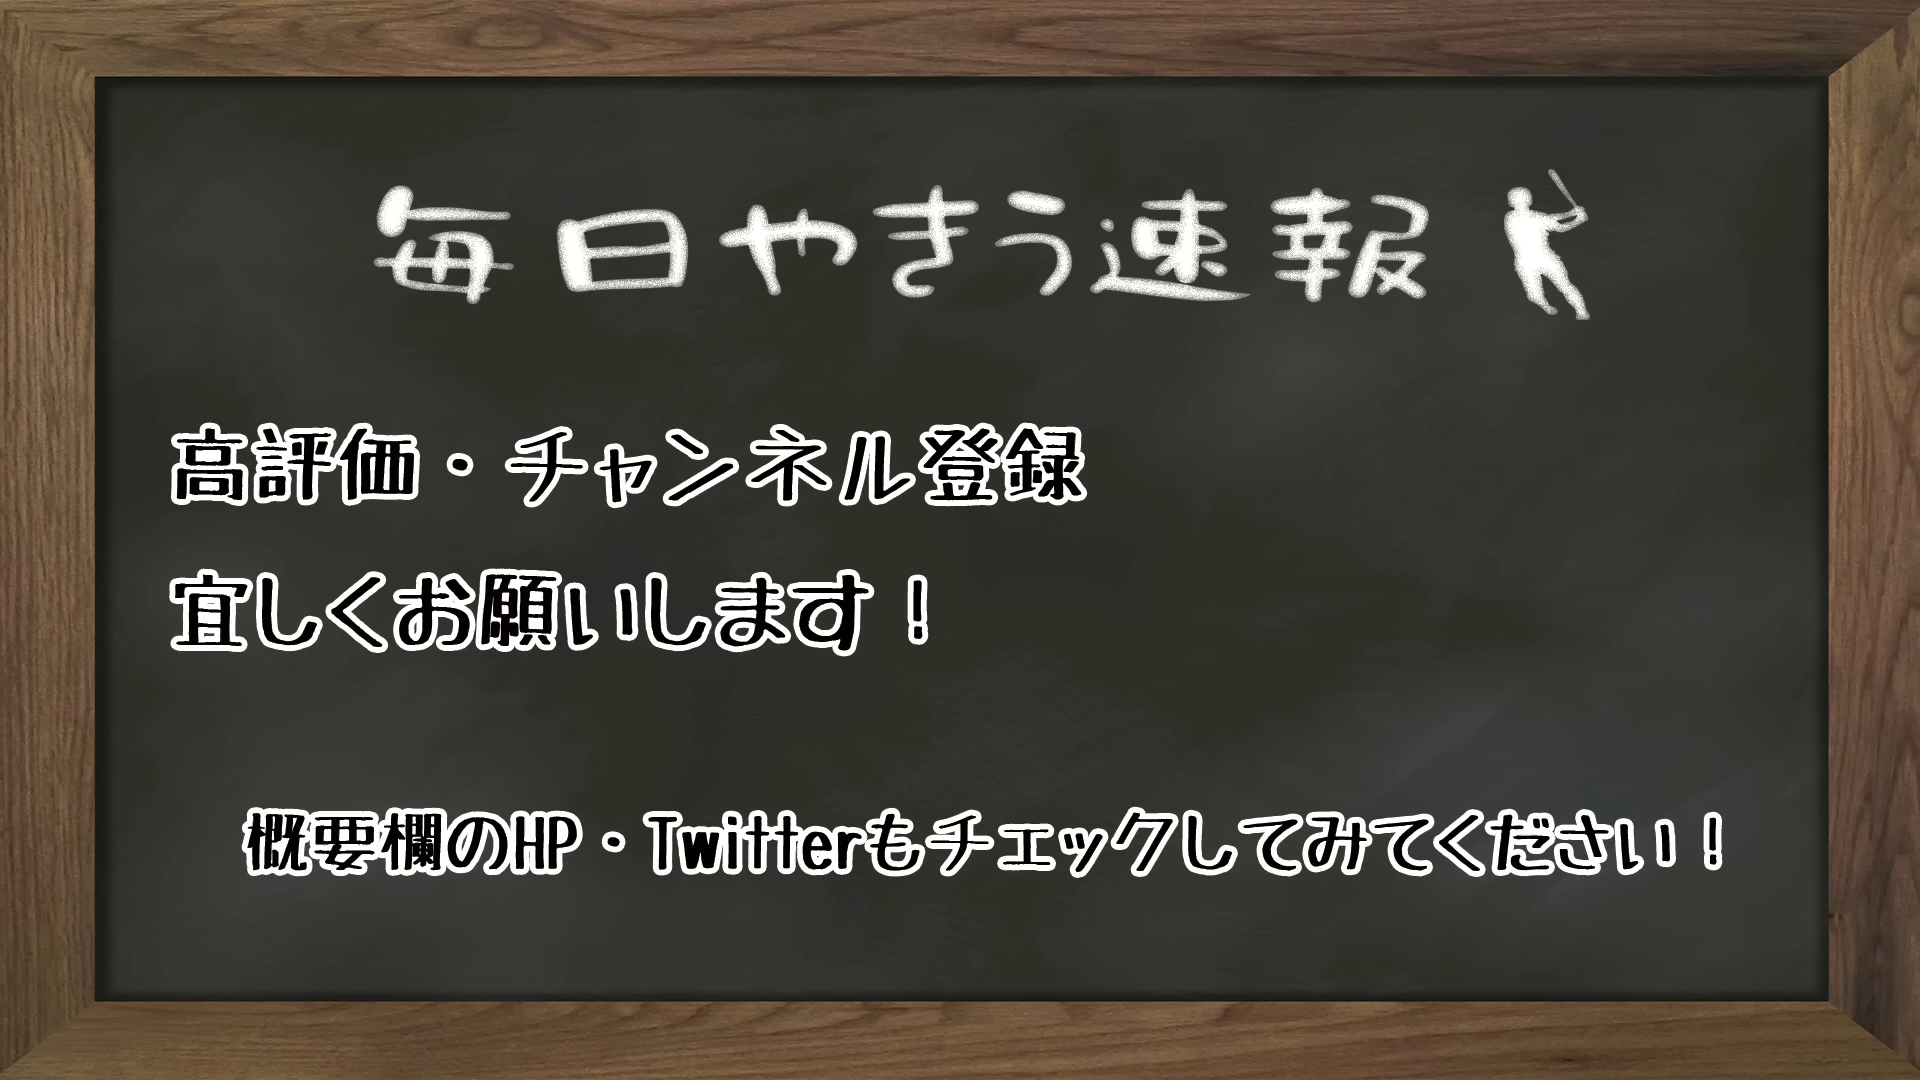 毎日やきう速報
高評価・チャンネル登録
宜しくお願いします！
概要欄のHP・Twitterもチェックしてみてください！